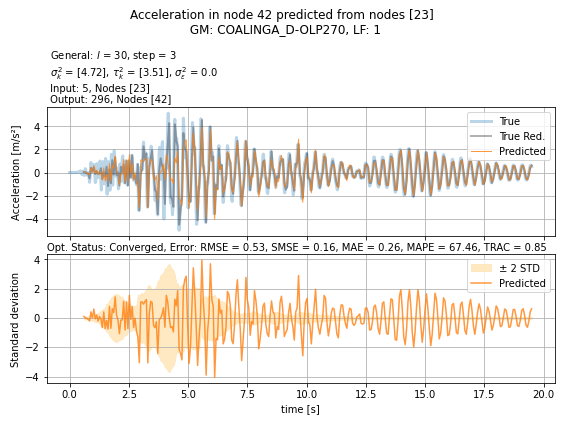 Acceleration in node 42 predicted from nodes [23]
GM: COALINGA_D-OLP270, LF: 1
General: l = 30, step = 3
σ²ₖ = [4.72], τ²ₖ = [3.51], σ²ᵣ = 0.0
Input: 5, Nodes [23]
Output: 296, Nodes [42]
Acceleration [m/s²]
4
2
0
−2
−4
True
True Red.
Predicted
Opt. Status: Converged, Error: RMSE = 0.53, SMSE = 0.16, MAE = 0.26, MAPE = 67.46, TRAC = 0.85
Standard deviation
4
2
0
−2
−4
± 2 STD
Predicted
0.0 2.5 5.0 7.5 10.0 12.5 15.0 17.5 20.0
time [s]